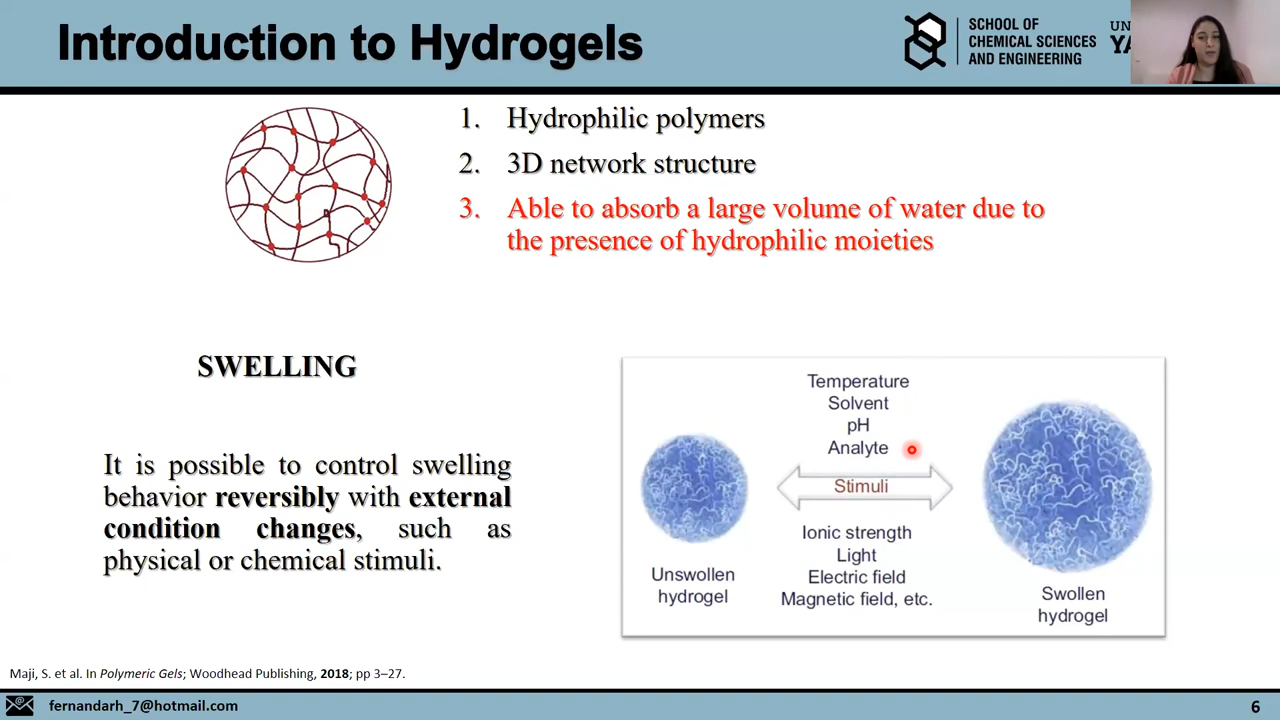 Introduction to Hydrogels
SCHOOL OF
CHEMICAL SCIENCES
AND ENGINEERING
1. Hydrophilic polymers
2. 3D network structure
3. Able to absorb a large volume of water due to
the presence of hydrophilic moieties
SWELLING
It is possible to control swelling
behavior reversibly with external
condition changes, such as
physical or chemical stimuli.
Temperature
Solvent
pH
Analyte
Stimuli
Ionic strength
Light
Electric field
Magnetic field, etc.
Unswollen
hydrogel
Swollen
hydrogel
Maji, S. et al. In Polymeric Gels; Woodhead Publishing, 2018; pp 3–27.
fernandarh_7@hotmail.com
6